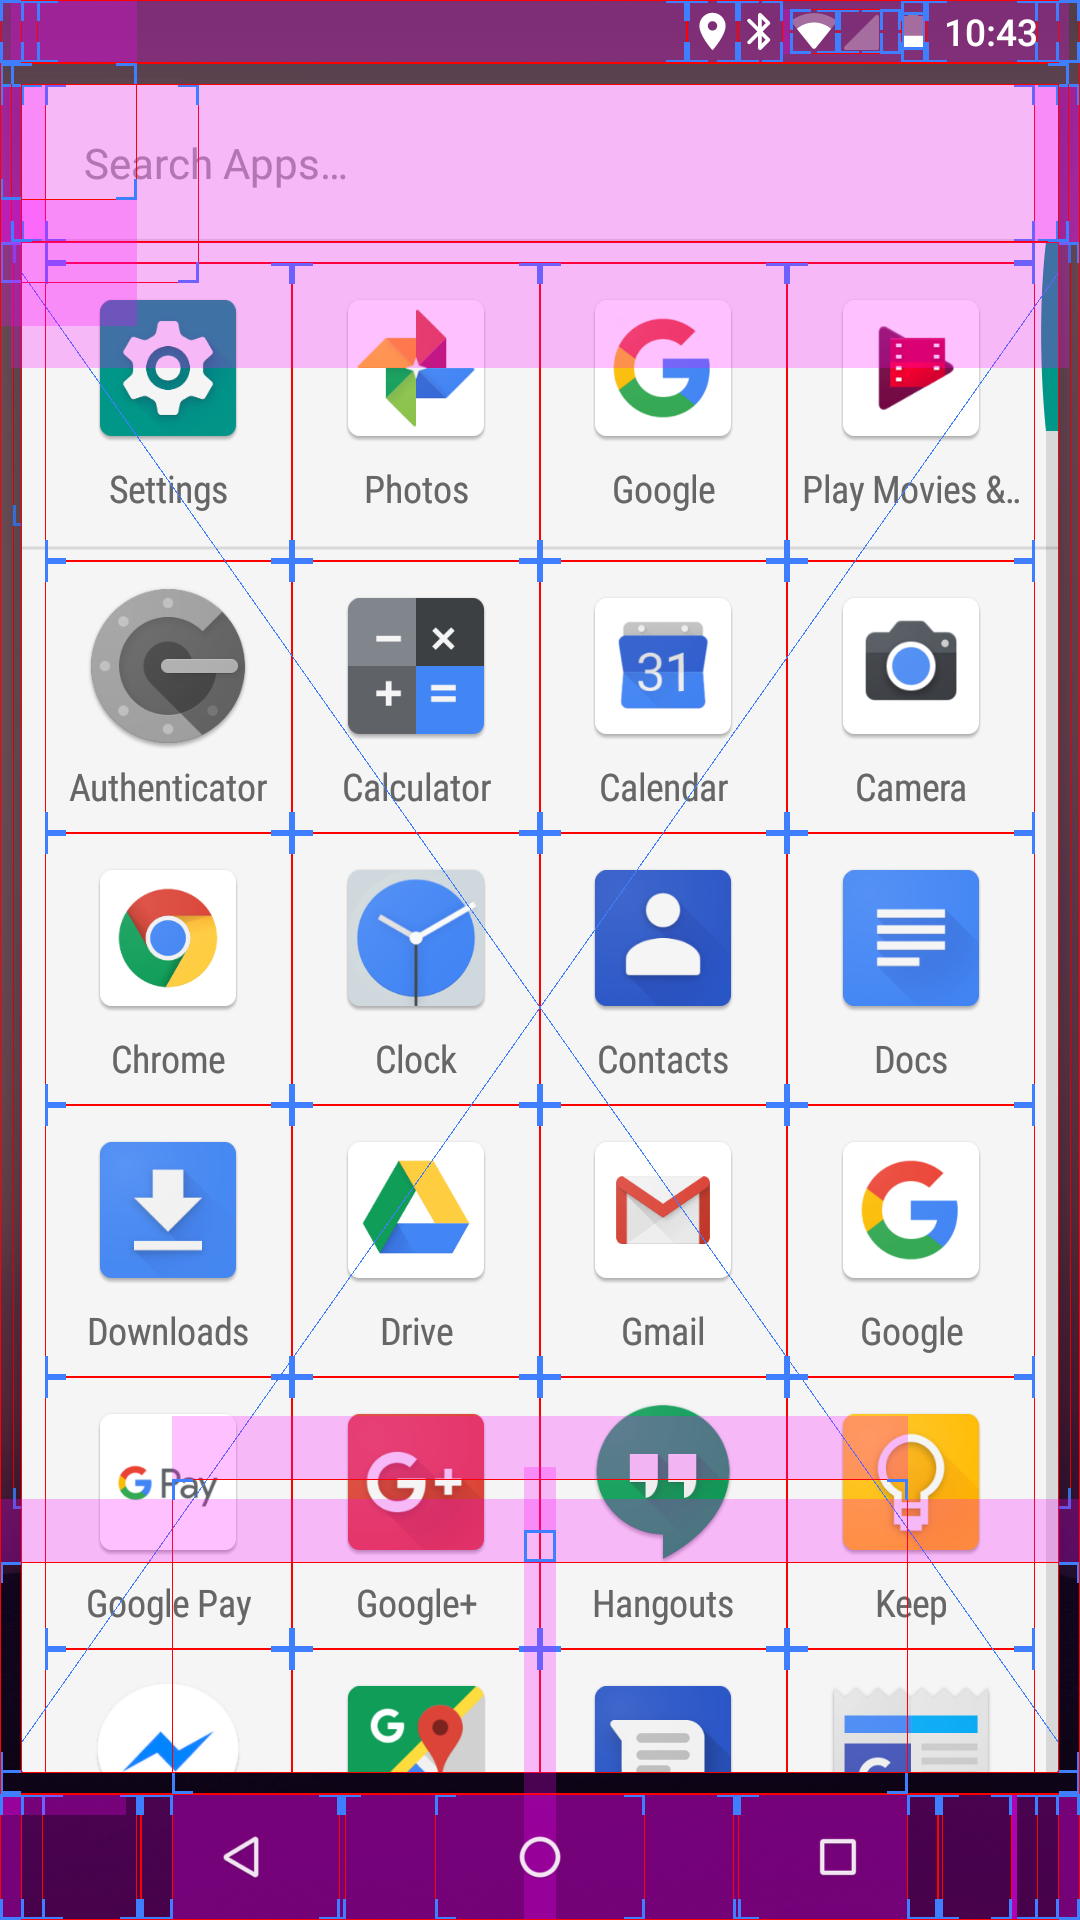 10:43
Search Apps...
Settings Photos Google Play Movies &..
31
Authenticator Calculator Calendar Camera
Chrome Clock Contacts Docs
Downloads Drive Gmail Google
G Pay G+
Google Pay Google+ Hangouts Keep